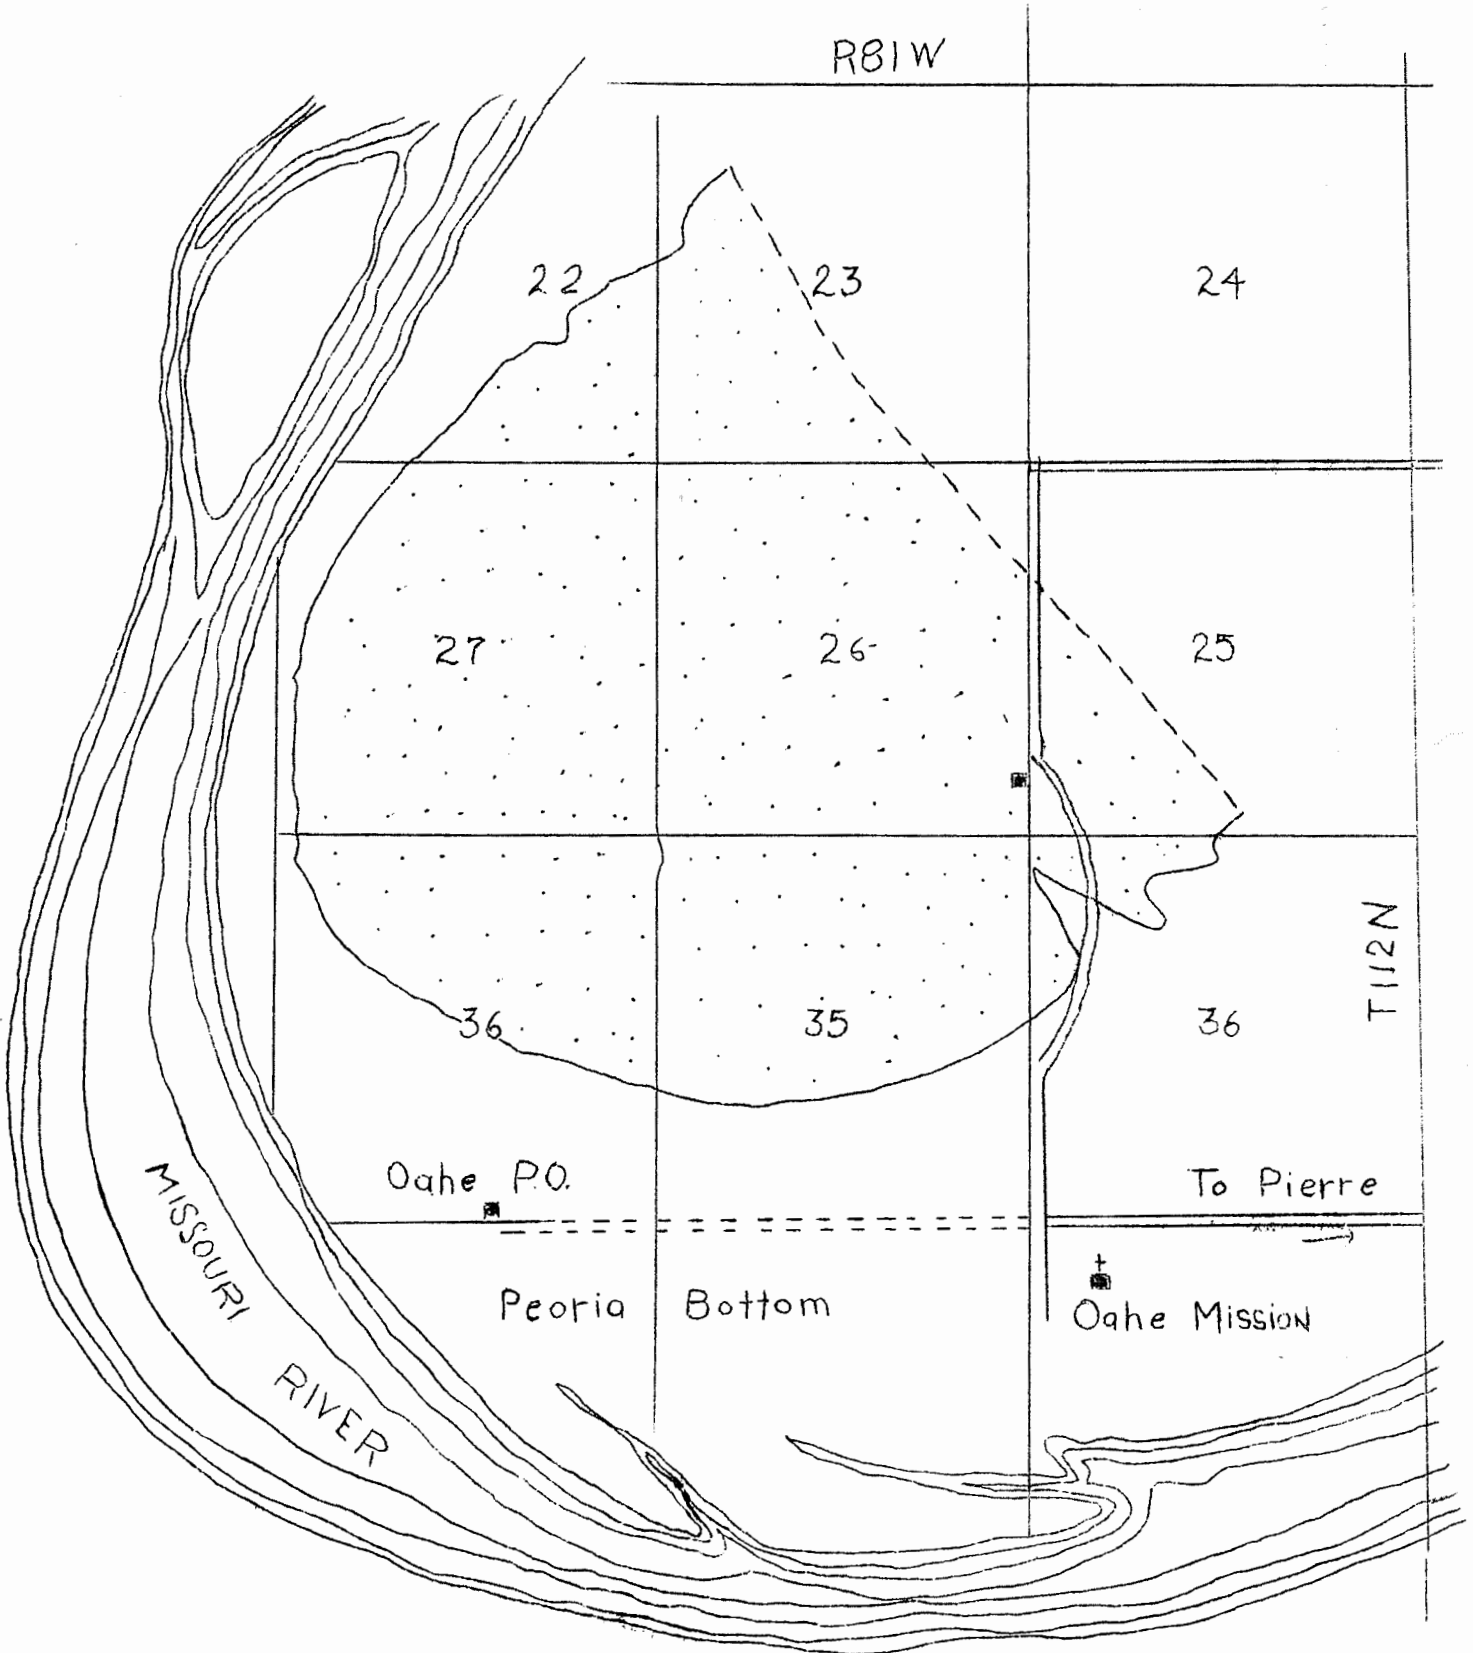 R81W
22
23
24
27
26
25
36
35
36
T112N
Oahe P.O.
To Pierre
MISSOURI
RIVER
Peoria Bottom
Oahe MISSION